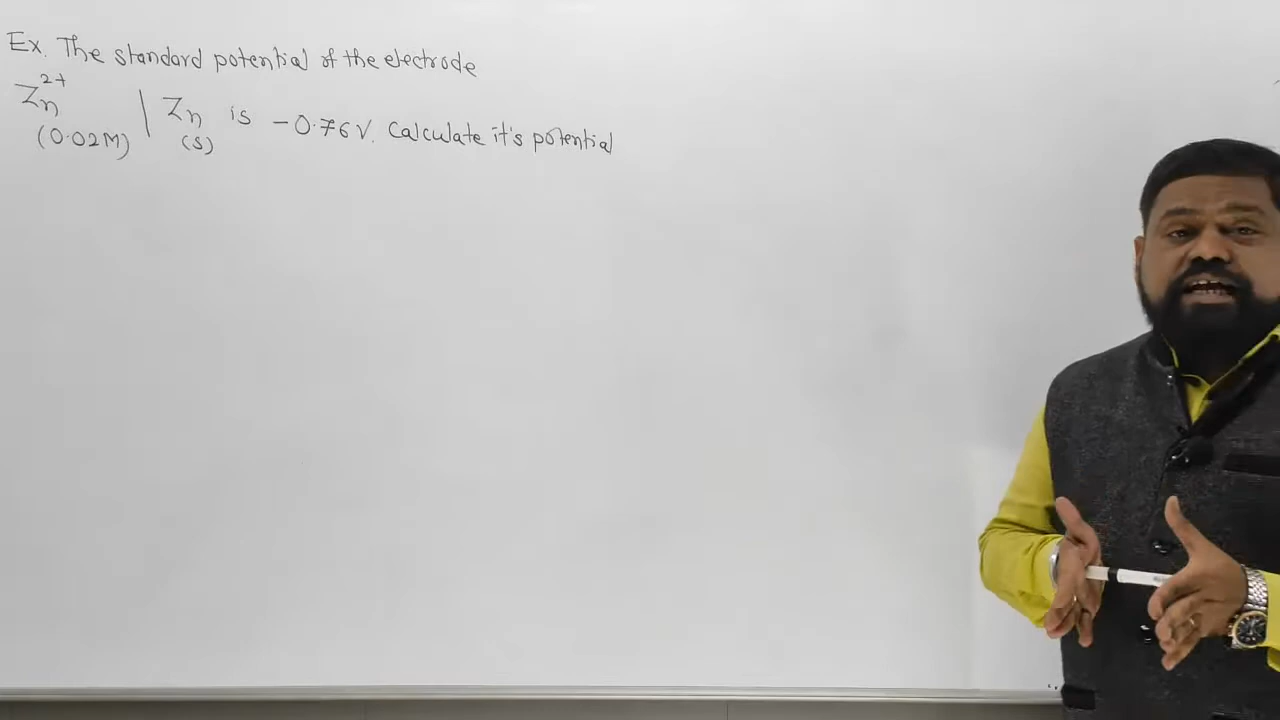 Ex. The standard potential of the electrode
Zn²⁺ | Zn is -0.76V. Calculate it's potential
(0.02M) (s)